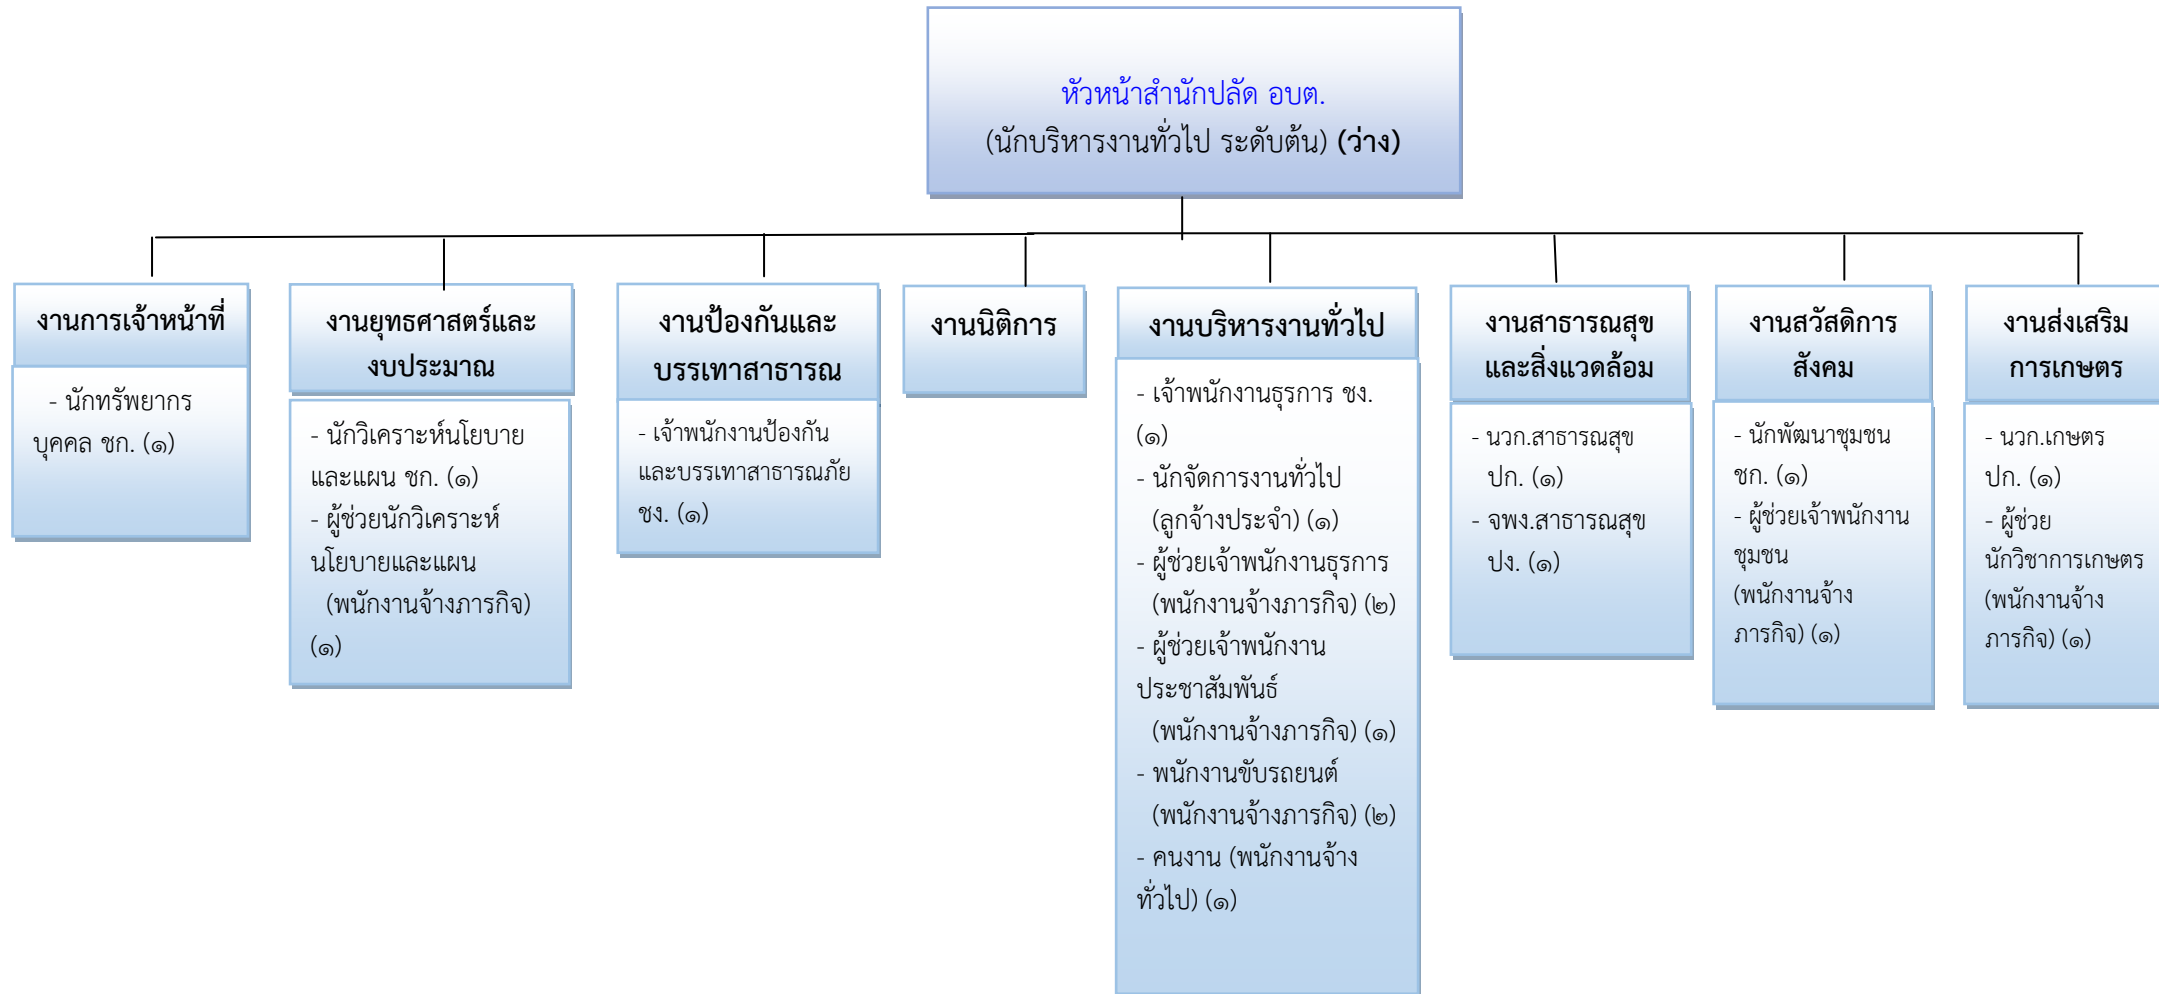 หัวหน้าสำนักปลัด อบต.
(นักบริหารงานทั่วไป ระดับต้น) (ว่าง)
งานการเจ้าหน้าที่
- นักทรัพยากร
บุคคล ชก. (๑)
งานยุทธศาสตร์และ
งบประมาณ
- นักวิเคราะห์นโยบาย
และแผน ชก. (๑)
- ผู้ช่วยนักวิเคราะห์
นโยบายและแผน
(พนักงานจ้างภารกิจ)
(๑)
งานป้องกันและ
บรรเทาสาธารณ
- เจ้าพนักงานป้องกัน
และบรรเทาสาธารณภัย
ชง. (๑)
งานนิติการ
งานบริหารงานทั่วไป
- เจ้าพนักงานธุรการ ชง.
(๑)
- นักจัดการงานทั่วไป
(ลูกจ้างประจำ) (๑)
- ผู้ช่วยเจ้าพนักงานธุรการ
(พนักงานจ้างภารกิจ) (๒)
- ผู้ช่วยเจ้าพนักงาน
ประชาสัมพันธ์
(พนักงานจ้างภารกิจ) (๑)
- พนักงานขับรถยนต์
(พนักงานจ้างภารกิจ) (๒)
- คนงาน (พนักงานจ้าง
ทั่วไป) (๑)
งานสาธารณสุข
และสิ่งแวดล้อม
- นวก.สาธารณสุข
ปก. (๑)
- จพง.สาธารณสุข
ปง. (๑)
งานสวัสดิการ
สังคม
- นักพัฒนาชุมชน
ชก. (๑)
- ผู้ช่วยเจ้าพนักงาน
ชุมชน
(พนักงานจ้าง
ภารกิจ) (๑)
งานส่งเสริม
การเกษตร
- นวก.เกษตร
ปก. (๑)
- ผู้ช่วย
นักวิชาการเกษตร
(พนักงานจ้าง
ภารกิจ) (๑)